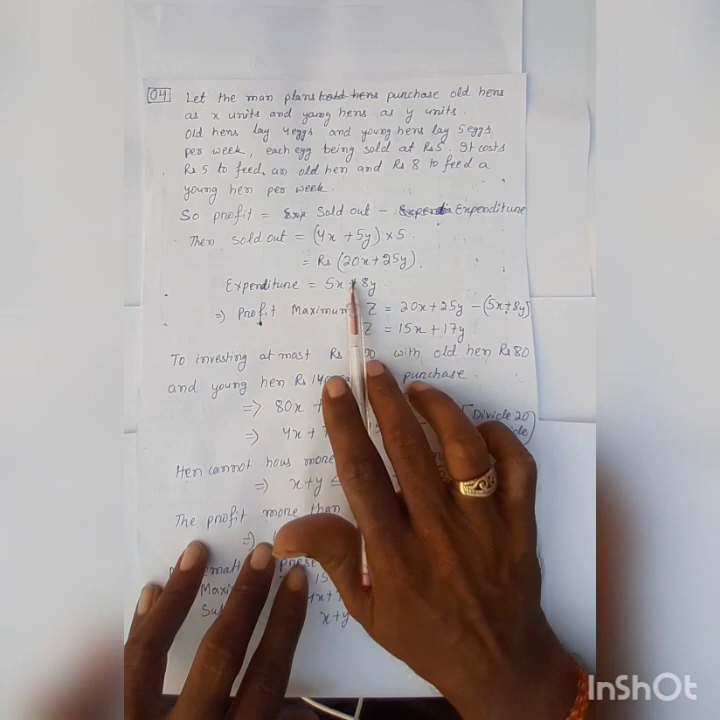 04 Let the man plans purchase old hens
as x units and young hens as y units.
Old hens lay 4eggs and young hens lay 5eggs
per week, each egg being sold at Rs5. It costs
Rs 5 to feed an old hen and Rs 8 to feed a
young hen per week.
So profit = Sold out - Expenditure
Then sold out = (4x + 5y) × 5
= Rs (20x + 25y).
Expenditure = 5x + 8y
=> Profit Maximum Z = 20x + 25y - (5x + 8y)
Z = 15x + 17y
To investing at most Rs with old hen Rs 80
and young hen Rs 140 purchase.
=> 80x +
[Divide 20
=> 4x + 7
Hen cannot hous more
=> x+y ≤
The profit more than
=>
Maxi 15
Su 4x + 7
x+y
InShOt